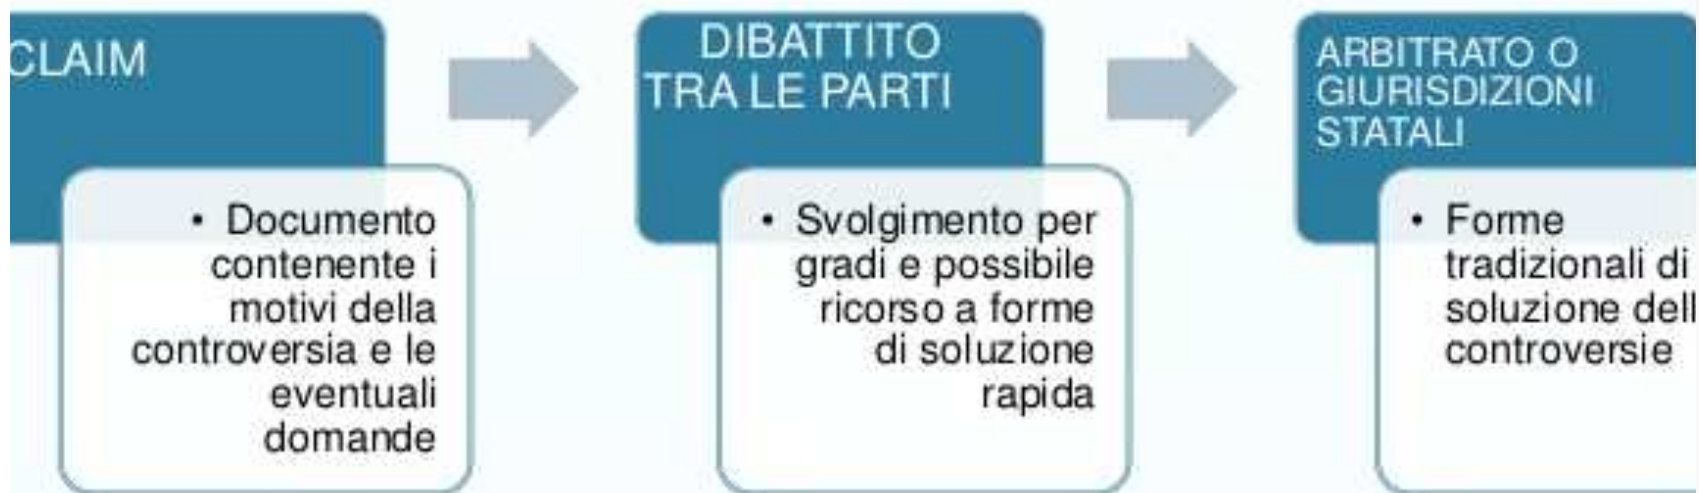 CLAIM
• Documento
contenente i
motivi della
controversia e le
eventuali
domande
DIBATTITO
TRA LE PARTI
• Svolgimento per
gradi e possibile
ricorso a forme
di soluzione
rapida
ARBITRATO O
GIURISDIZIONI
STATALI
• Forme
tradizionali di
soluzione dell
controversie